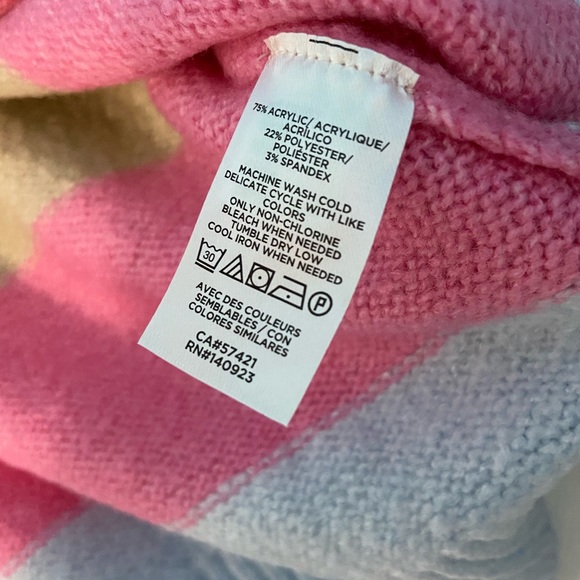 75% ACRYLIC/ ACRYLIQUE/
ACRÍLICO
22% POLYESTER/
POLIÉSTER
3% SPANDEX
MACHINE WASH COLD
DELICATE CYCLE WITH LIKE
COLORS
ONLY NON-CHLORINE
BLEACH WHEN NEEDED
TUMBLE DRY LOW
COOL IRON WHEN NEEDED
30 P
AVEC DES COULEURS
SEMBLABLES / CON
COLORES SIMILARES
CA#57421
RN#140923